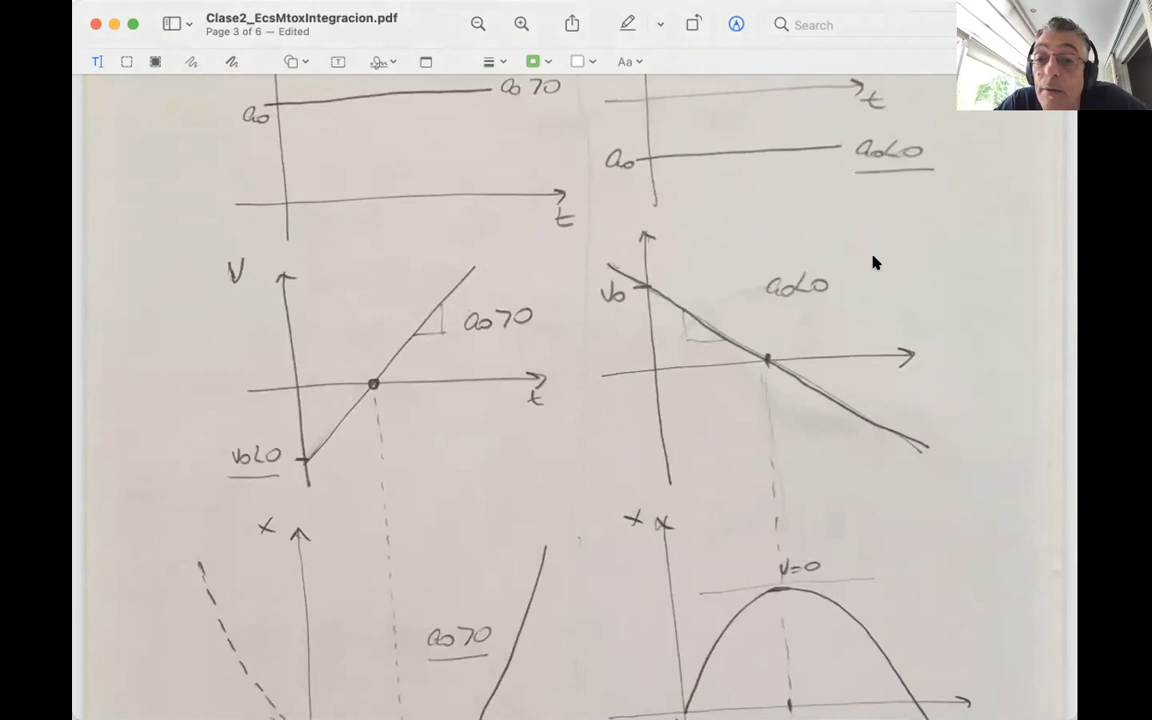 Clase2_EcsMtoxIntegracion.pdf
Page 3 of 6 — Edited
Search
Aa
a₀
a₀>0
t
t
a₀
a₀<0
V
a₀>0
t
v₀<0
v₀
a₀<0
x
a₀>0
x
v=0